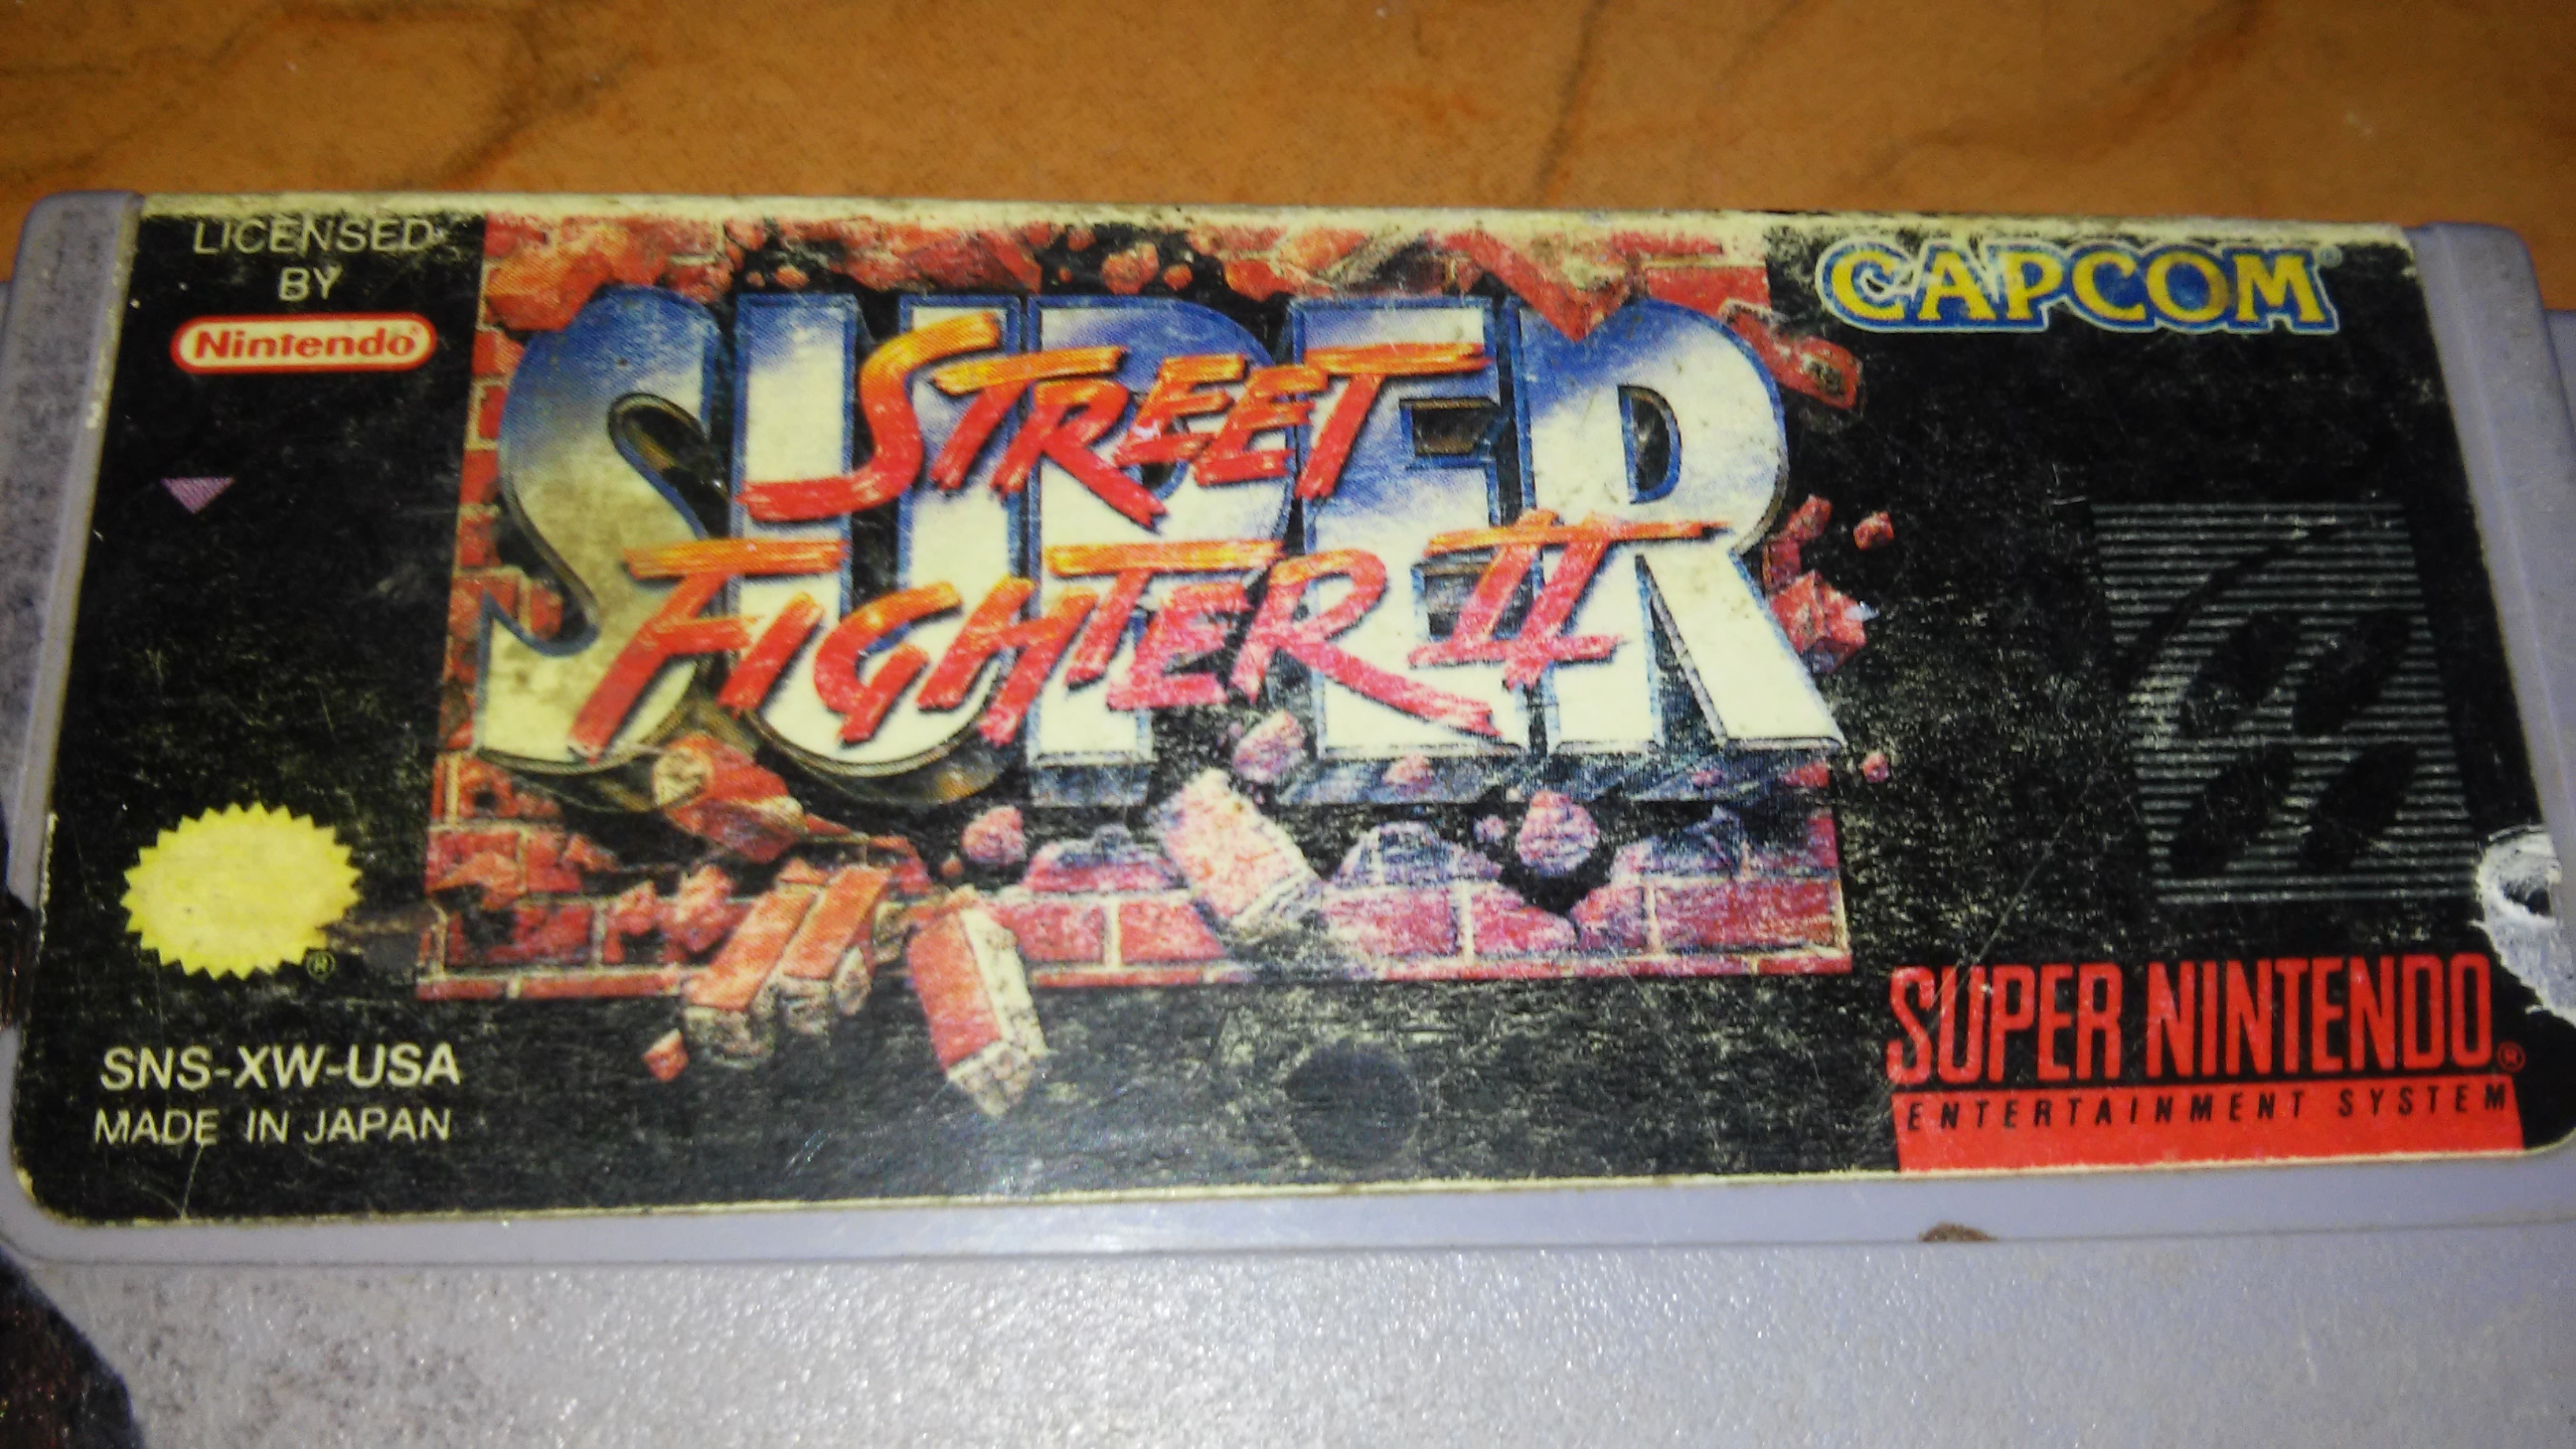 LICENSED
BY
Nintendo®
CAPCOM®
SUPER
STREET
FIGHTER II
®
SNS-XW-USA
MADE IN JAPAN
SUPER NINTENDO®
ENTERTAINMENT SYSTEM